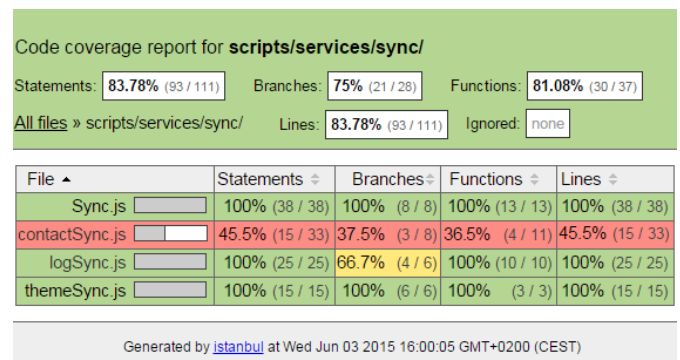 Code coverage report for scripts/services/sync/
Statements: 83.78% (93 / 111) Branches: 75% (21 / 28) Functions: 81.08% (30 / 37)
All files » scripts/services/sync/ Lines: 83.78% (93 / 111) Ignored: none
File Statements Branches Functions Lines
Sync.js 100% (38 / 38) 100% (8 / 8) 100% (13 / 13) 100% (38 / 38)
contactSync.js 45.5% (15 / 33) 37.5% (3 / 8) 36.5% (4 / 11) 45.5% (15 / 33)
logSync.js 100% (25 / 25) 66.7% (4 / 6) 100% (10 / 10) 100% (25 / 25)
themeSync.js 100% (15 / 15) 100% (6 / 6) 100% (3 / 3) 100% (15 / 15)
Generated by istanbul at Wed Jun 03 2015 16:00:05 GMT+0200 (CEST)